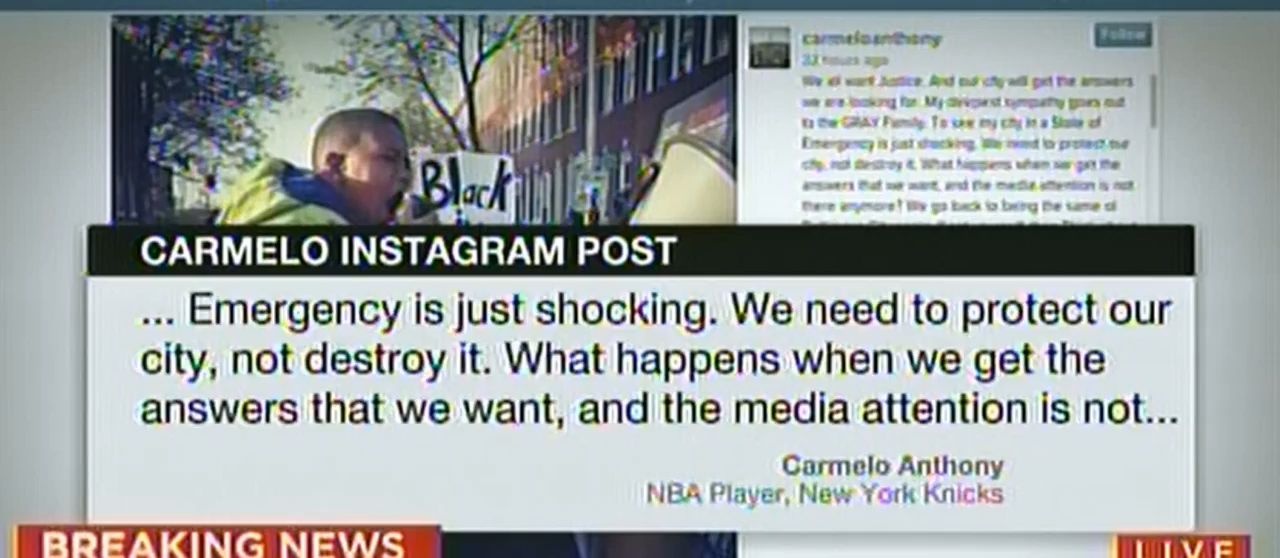 Black
carmeloanthony
Follow
22 hours ago
We all want Justice. And our city will get the answers
we are looking for. My deepest sympathy goes out
to the GRAY Family. To see my city in a State of
Emergency is just shocking. We need to protect our
city, not destroy it. What happens when we get the
answers that we want, and the media attention is not
there anymore? We go back to being the same ol
CARMELO INSTAGRAM POST
... Emergency is just shocking. We need to protect our
city, not destroy it. What happens when we get the
answers that we want, and the media attention is not...
Carmelo Anthony
NBA Player, New York Knicks
BREAKING NEWS
LIVE